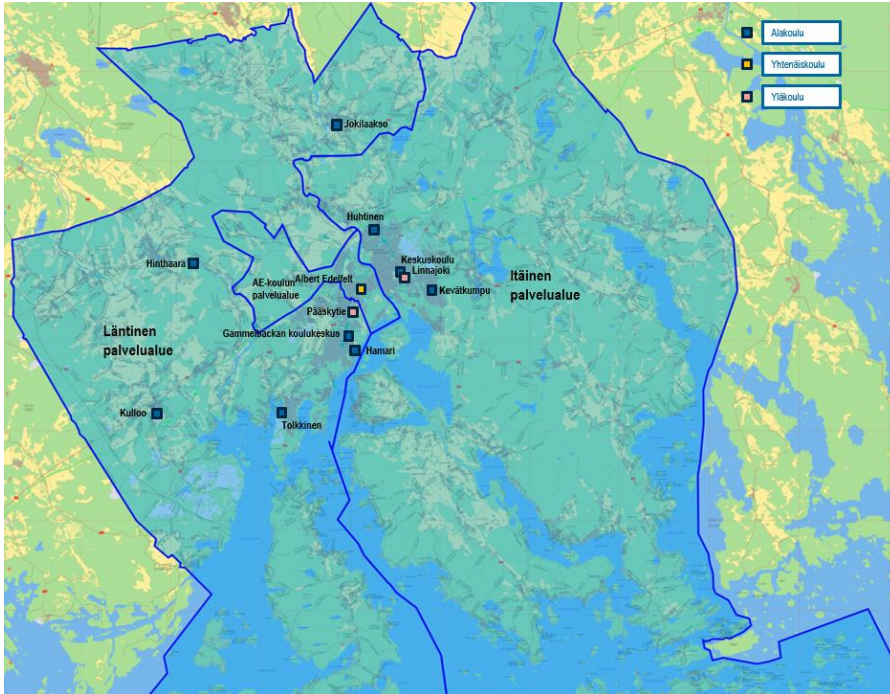 Alakoulu
Yhtenäiskoulu
Yläkoulu
Jokilaakso
Huhtinen
Hinthaara
Keskuskoulu
Linnajoki
Albert Edelfelt
AE-koulun
palvelualue
Kevätkumpu
Itäinen
palvelualue
Pääskytie
Läntinen
palvelualue
Gammelbackan koulukeskus
Hamari
Kulloo
Tolkkinen